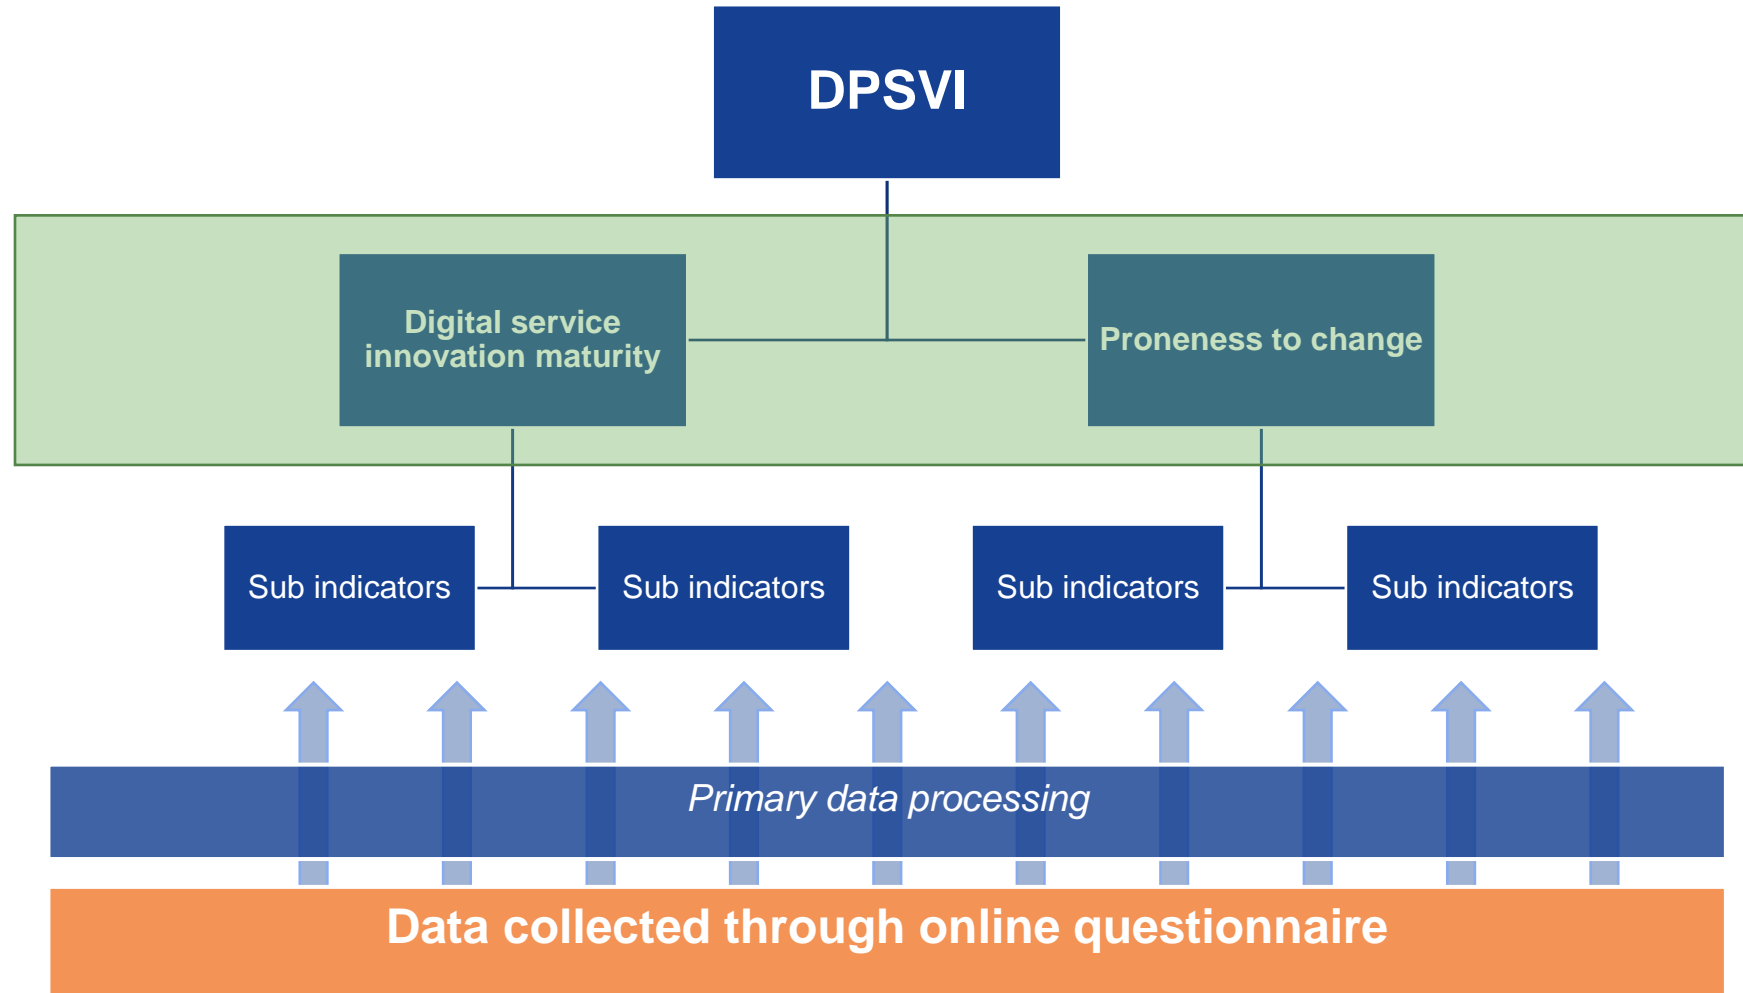 DPSVI
Digital service
innovation maturity
Proneness to change
Sub indicators
Sub indicators
Sub indicators
Sub indicators
Primary data processing
Data collected through online questionnaire